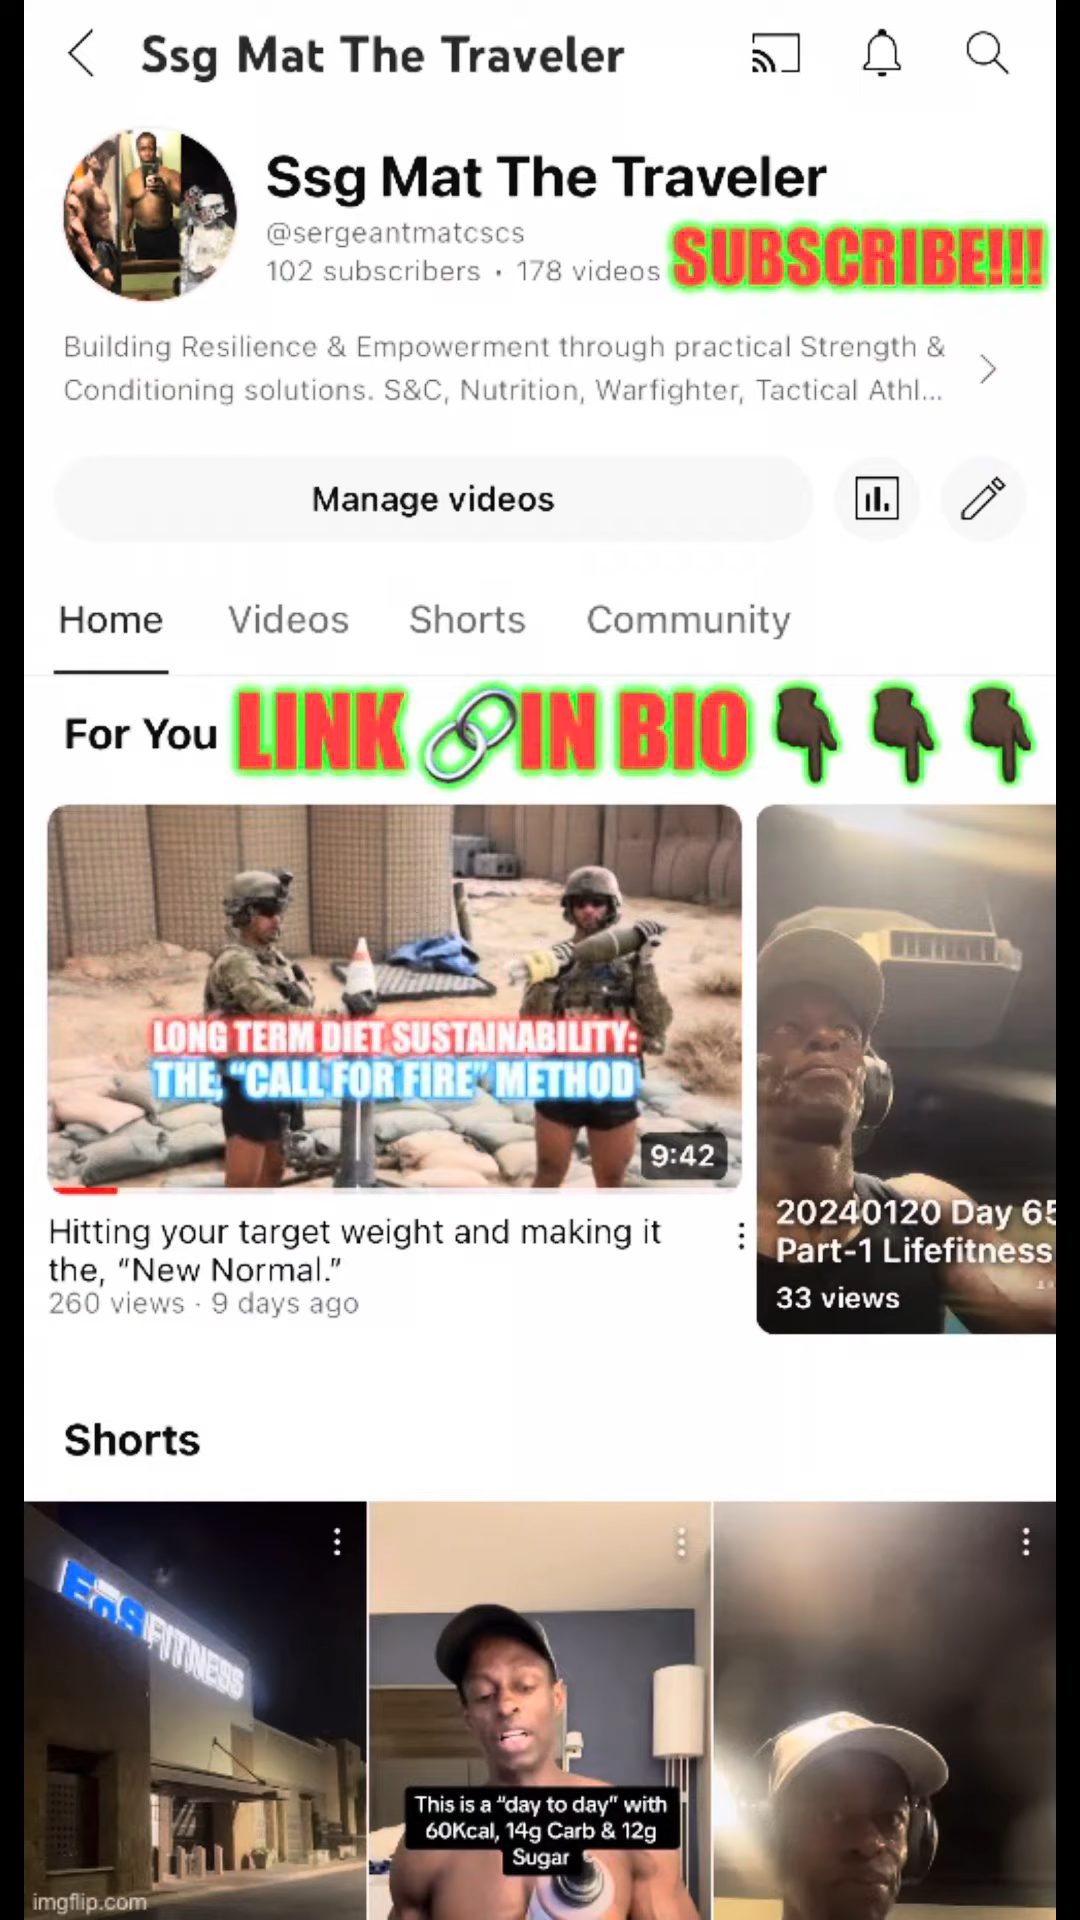 Ssg Mat The Traveler
Ssg Mat The Traveler
@sergeantmatcscs
102 subscribers • 178 videos
SUBSCRIBE!!!
Building Resilience & Empowerment through practical Strength &
Conditioning solutions. S&C, Nutrition, Warfighter, Tactical Athl...
Manage videos
Home Videos Shorts Community
For You
LINK 🔗IN BIO👇🏿👇🏿👇🏿
LONG TERM DIET SUSTAINABILITY:
THE, “CALL FOR FIRE” METHOD
9:42
Hitting your target weight and making it
the, “New Normal.”
260 views · 9 days ago
20240120 Day 65
Part-1 Lifefitness
33 views
Shorts
EōS FITNESS
This is a “day to day” with
60Kcal, 14g Carb & 12g
Sugar
imgflip.com